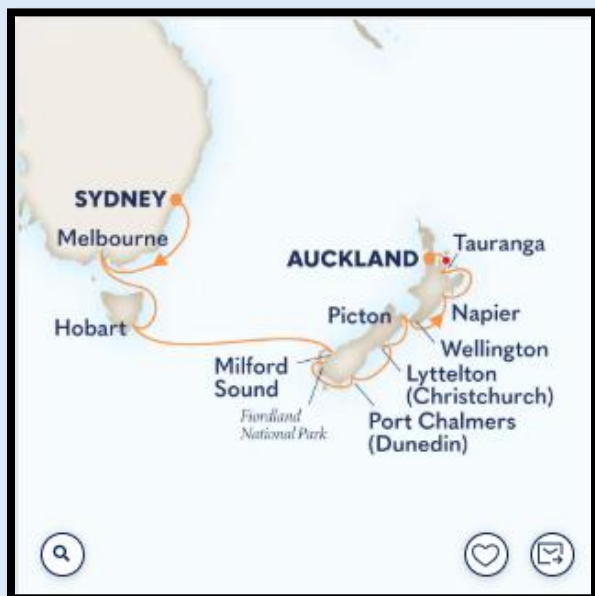 SYDNEY
Melbourne
Hobart
AUCKLAND
Tauranga
Picton
Napier
Wellington
Milford
Sound
Lyttelton
(Christchurch)
Fiordland
National Park
Port Chalmers
(Dunedin)